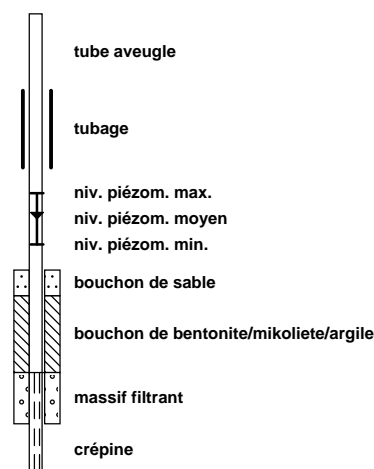 tube aveugle
tubage
niv. piézom. max.
niv. piézom. moyen
niv. piézom. min.
bouchon de sable
bouchon de bentonite/mikoliete/argile
massif filtrant
crépine